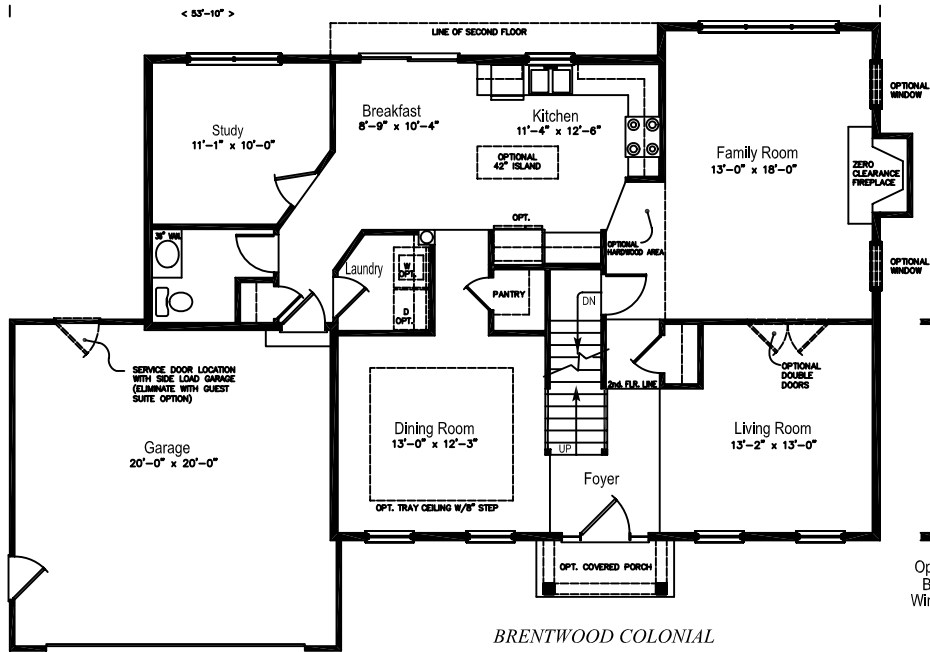 < 53'-10" >
LINE OF SECOND FLOOR
Study
11'-1" x 10'-0"
Breakfast
8'-9" x 10'-4"
Kitchen
11'-4" x 12'-6"
OPTIONAL
42" ISLAND
Family Room
13'-0" x 18'-0"
OPTIONAL
WINDOW
ZERO
CLEARANCE
FIREPLACE
OPT.
OPTIONAL
HARDWOOD AREA
OPTIONAL
WINDOW
36" VAN.
Laundry
W
OPT.
D
OPT.
PANTRY
DN
2nd. FLR. LINE
OPTIONAL
DOUBLE
DOORS
SERVICE DOOR LOCATION
WITH SIDE LOAD GARAGE
(ELIMINATE WITH GUEST
SUITE OPTION)
Garage
20'-0" x 20'-0"
Dining Room
13'-0" x 12'-3"
OPT. TRAY CEILING W/8" STEP
UP
Foyer
Living Room
13'-2" x 13'-0"
OPT. COVERED PORCH
Op
B
Wir
BRENTWOOD COLONIAL